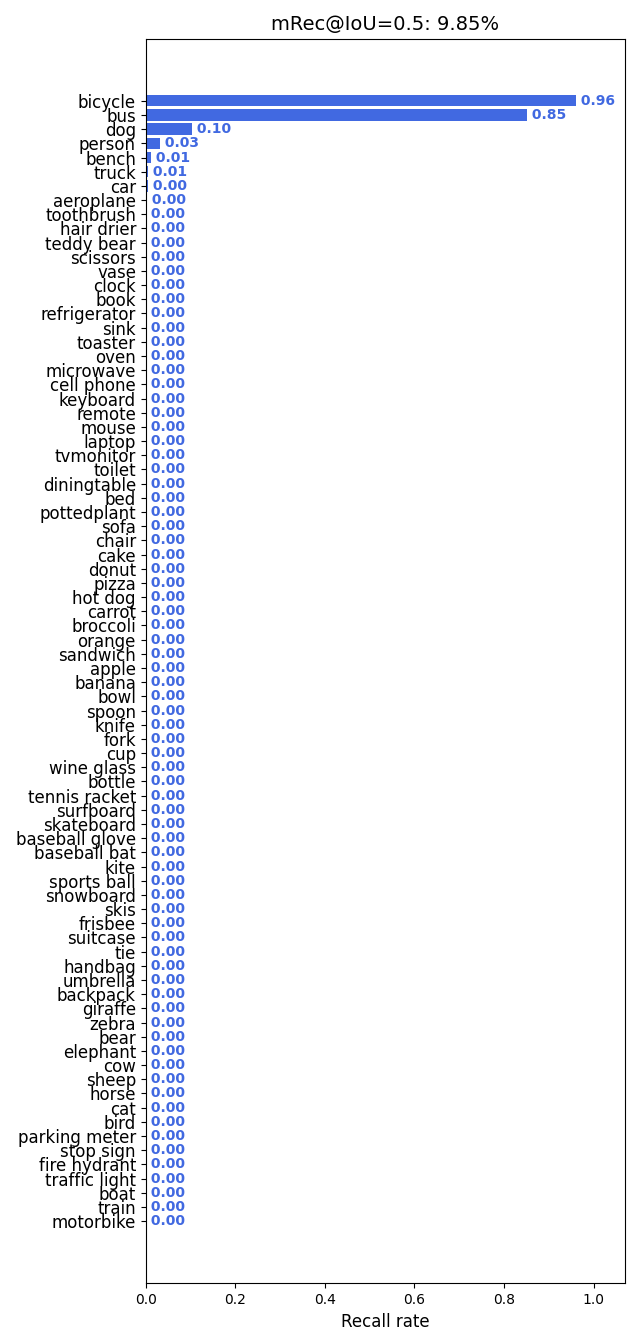 mRec@IoU=0.5: 9.85%
bicycle 0.96
bus 0.85
dog 0.10
person 0.03
bench 0.01
truck 0.01
car 0.00
aeroplane 0.00
toothbrush 0.00
hair drier 0.00
teddy bear 0.00
scissors 0.00
vase 0.00
clock 0.00
book 0.00
refrigerator 0.00
sink 0.00
toaster 0.00
oven 0.00
microwave 0.00
cell phone 0.00
keyboard 0.00
remote 0.00
mouse 0.00
laptop 0.00
tvmonitor 0.00
toilet 0.00
diningtable 0.00
bed 0.00
pottedplant 0.00
sofa 0.00
chair 0.00
cake 0.00
donut 0.00
pizza 0.00
hot dog 0.00
carrot 0.00
broccoli 0.00
orange 0.00
sandwich 0.00
apple 0.00
banana 0.00
bowl 0.00
spoon 0.00
knife 0.00
fork 0.00
cup 0.00
wine glass 0.00
bottle 0.00
tennis racket 0.00
surfboard 0.00
skateboard 0.00
baseball glove 0.00
baseball bat 0.00
kite 0.00
sports ball 0.00
snowboard 0.00
skis 0.00
frisbee 0.00
suitcase 0.00
tie 0.00
handbag 0.00
umbrella 0.00
backpack 0.00
giraffe 0.00
zebra 0.00
bear 0.00
elephant 0.00
cow 0.00
sheep 0.00
horse 0.00
cat 0.00
bird 0.00
parking meter 0.00
stop sign 0.00
fire hydrant 0.00
traffic light 0.00
boat 0.00
train 0.00
motorbike 0.00
0.0 0.2 0.4 0.6 0.8 1.0
Recall rate